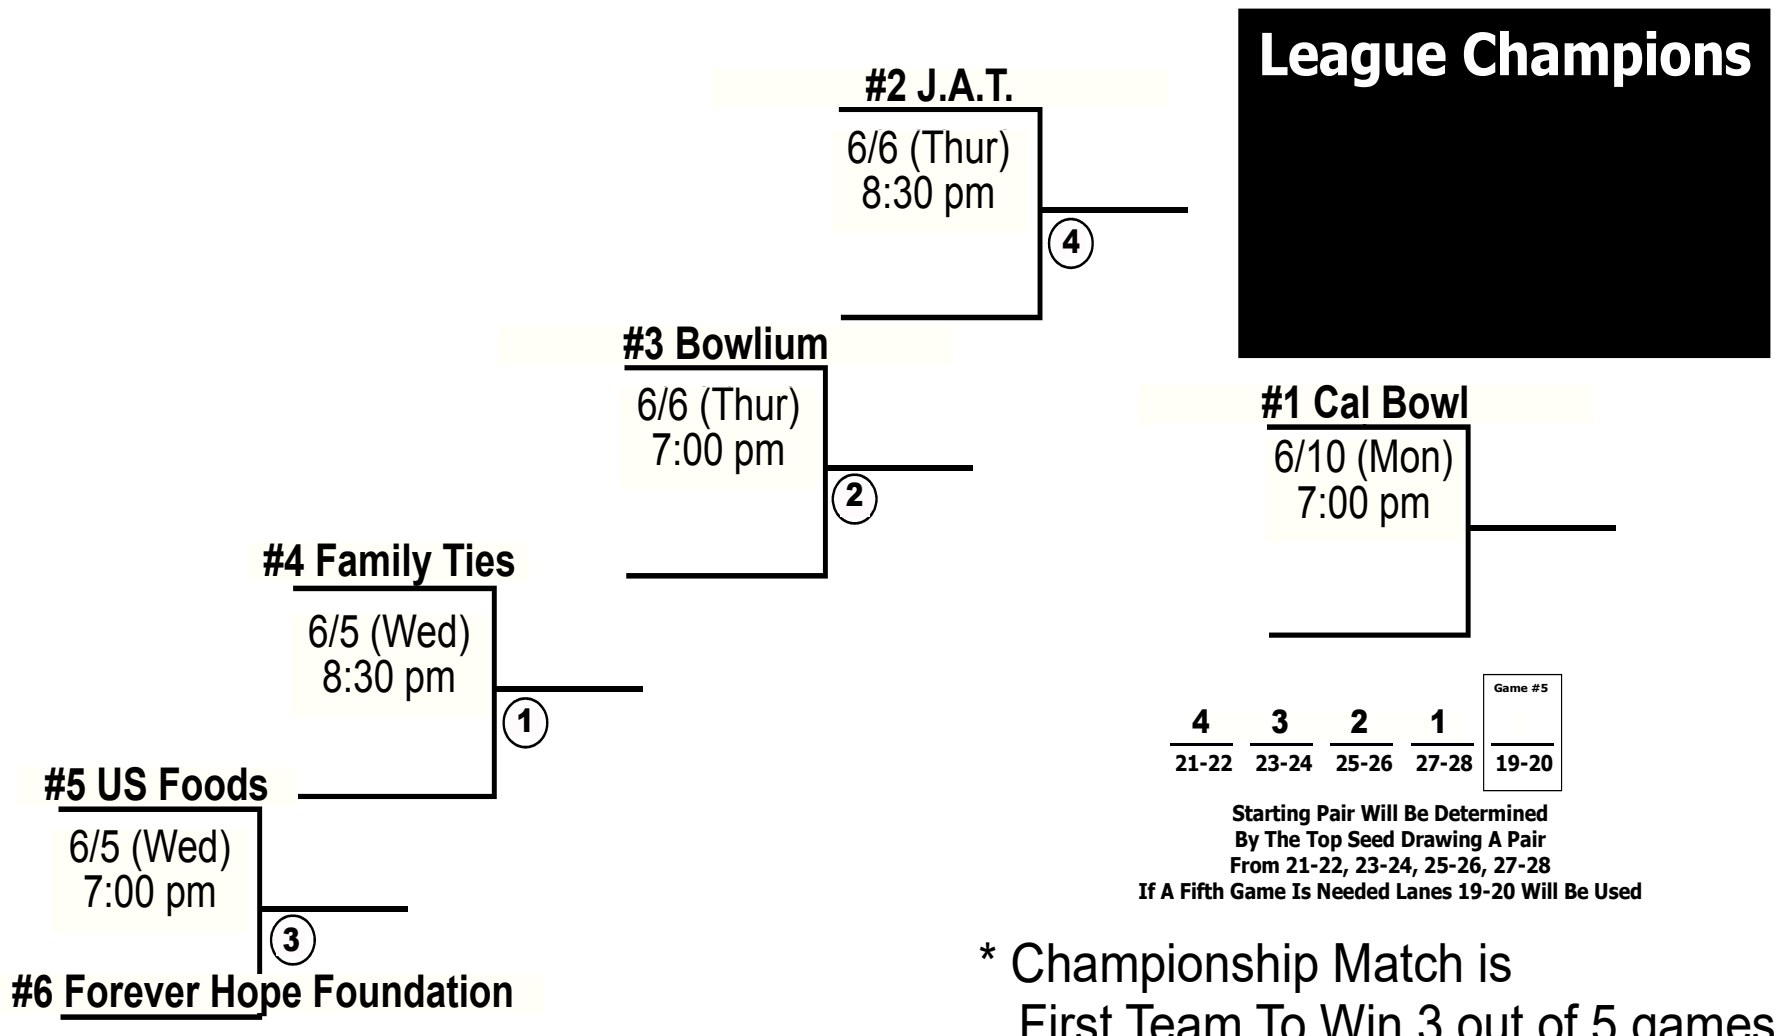 League Champions
#2 J.A.T.
6/6 (Thur)
8:30 pm
4
#3 Bowlium
6/6 (Thur)
7:00 pm
2
#1 Cal Bowl
6/10 (Mon)
7:00 pm
#4 Family Ties
6/5 (Wed)
8:30 pm
1
#5 US Foods
6/5 (Wed)
7:00 pm
3
#6 Forever Hope Foundation
Game #5
4 3 2 1
21-22 23-24 25-26 27-28 19-20
Starting Pair Will Be Determined
By The Top Seed Drawing A Pair
From 21-22, 23-24, 25-26, 27-28
If A Fifth Game Is Needed Lanes 19-20 Will Be Used
* Championship Match is
First Team To Win 3 out of 5 games